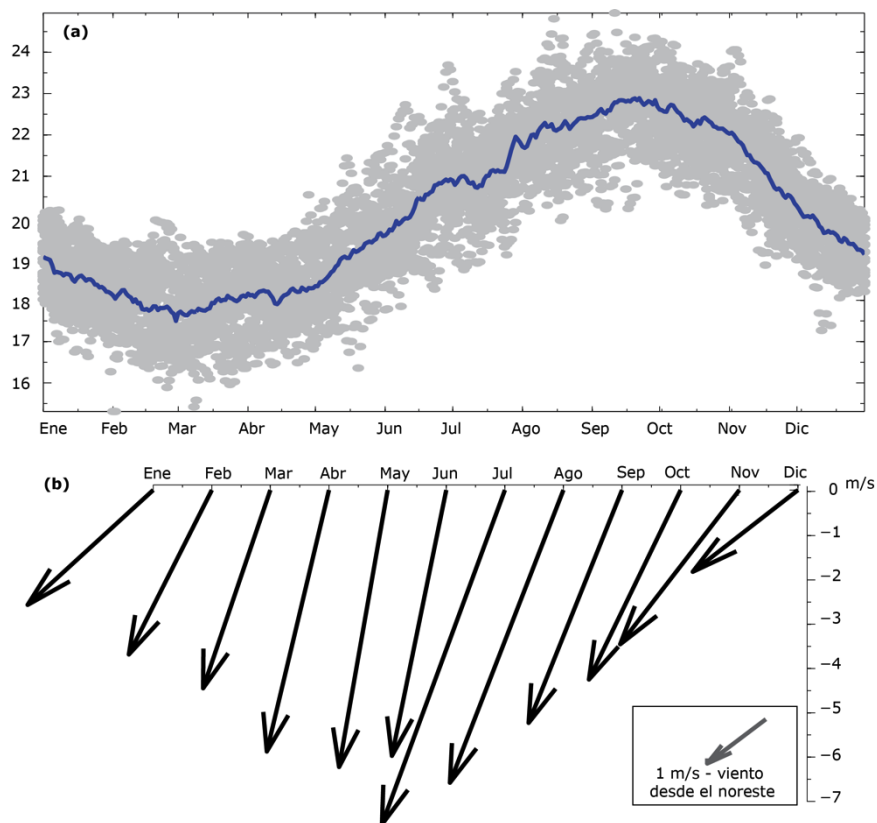 (a)
24
23
22
21
20
19
18
17
16
Ene Feb Mar Abr May Jun Jul Ago Sep Oct Nov Dic
(b)
Ene Feb Mar Abr May Jun Jul Ago Sep Oct Nov Dic
0 m/s
−1
−2
−3
−4
−5
−6
−7
1 m/s - viento
desde el noreste